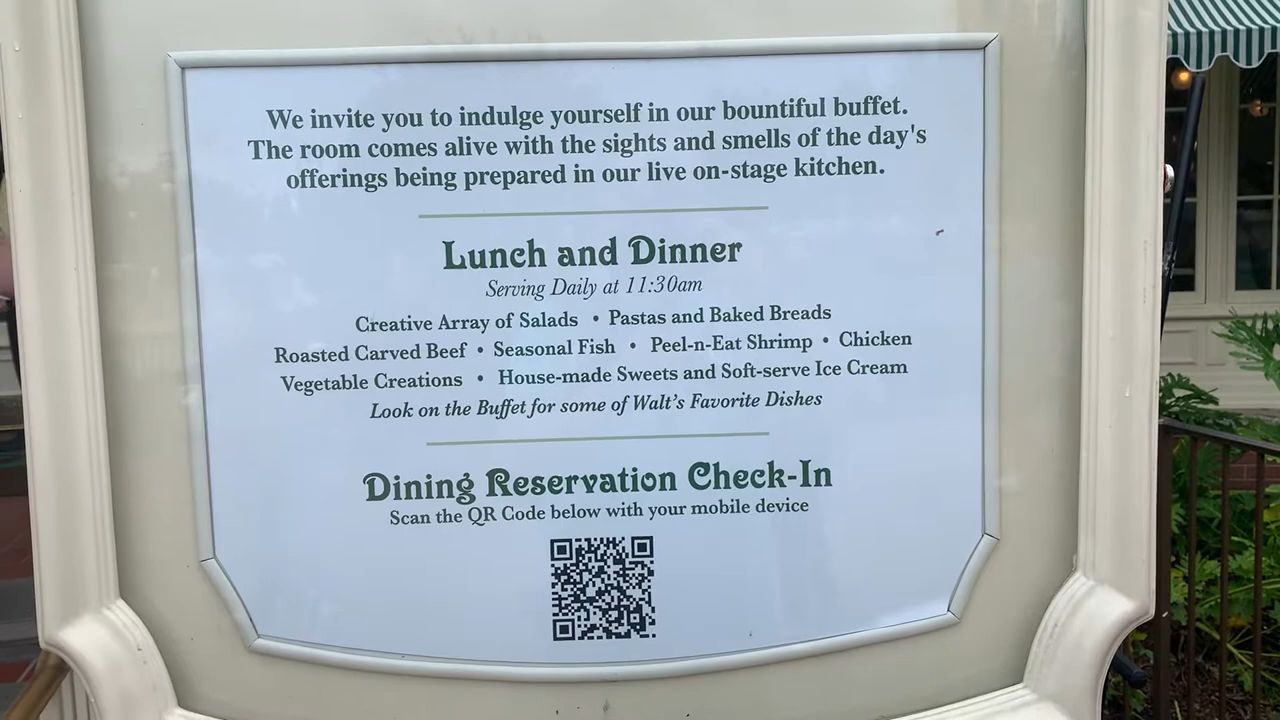 We invite you to indulge yourself in our bountiful buffet.
The room comes alive with the sights and smells of the day's
offerings being prepared in our live on-stage kitchen.
Lunch and Dinner
Serving Daily at 11:30am
Creative Array of Salads • Pastas and Baked Breads
Roasted Carved Beef • Seasonal Fish • Peel-n-Eat Shrimp • Chicken
Vegetable Creations • House-made Sweets and Soft-serve Ice Cream
Look on the Buffet for some of Walt's Favorite Dishes
Dining Reservation Check-In
Scan the QR Code below with your mobile device